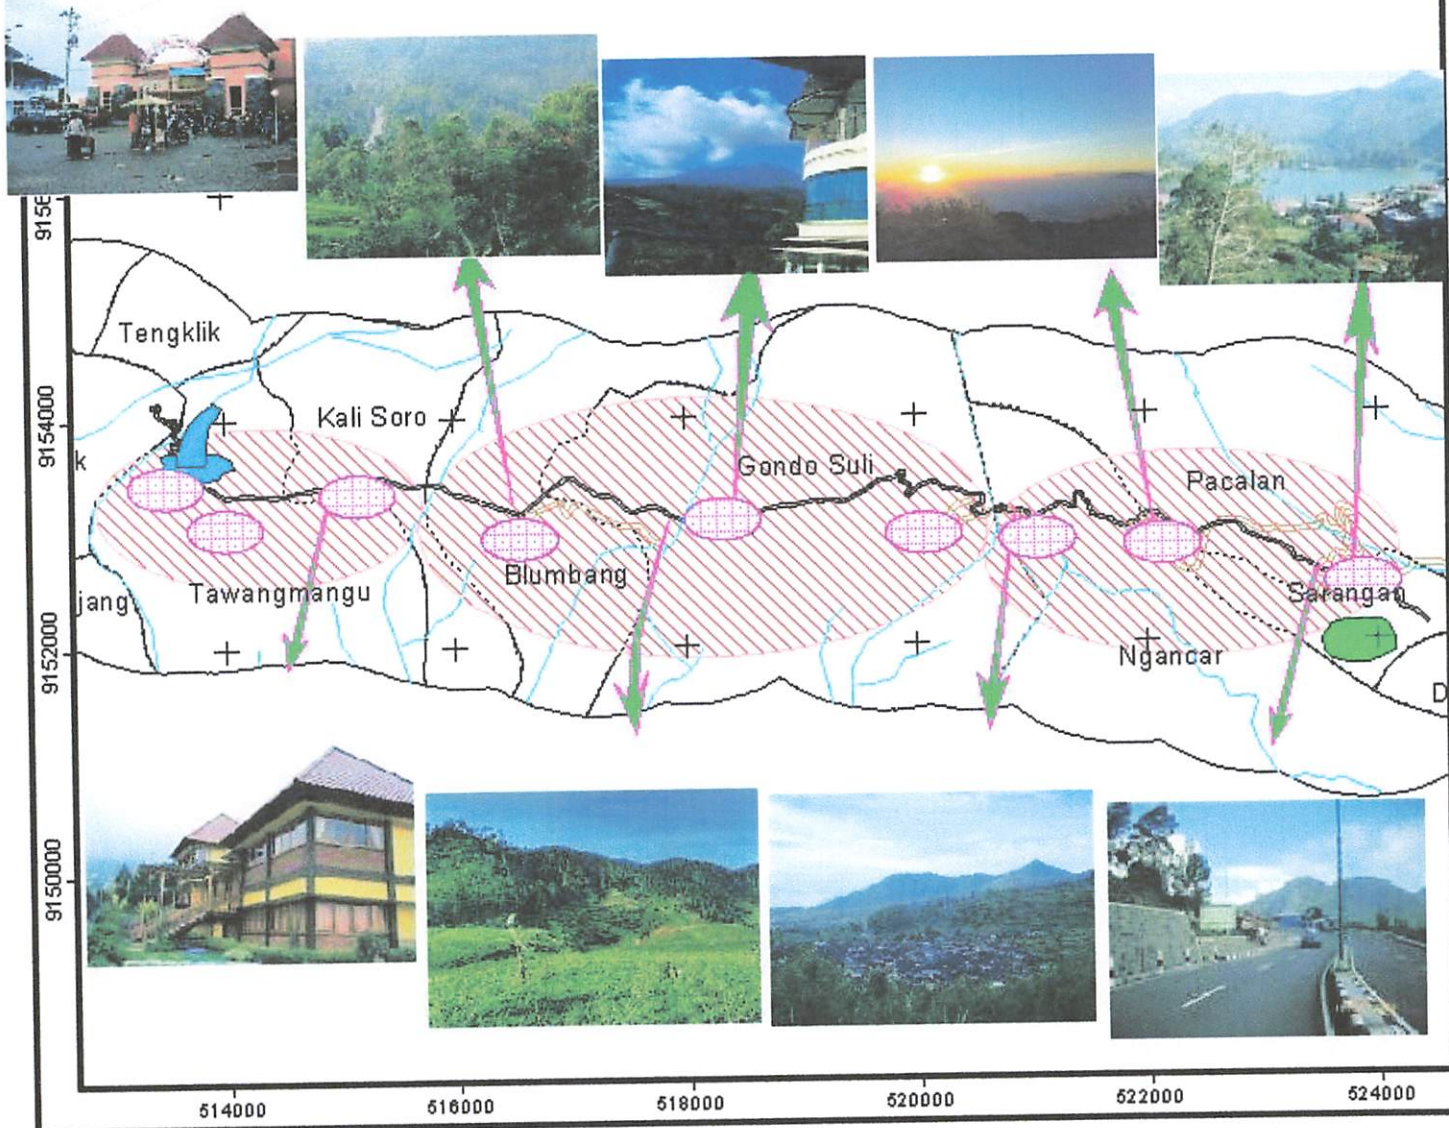 9156
Tengklik
Kali Soro
9154000
k
Gondo Suli
Pacalan
Blumbang
Tawangmangu
Sarangan
jang
9152000
Ngancar
D
9150000
514000
516000
518000
520000
522000
524000